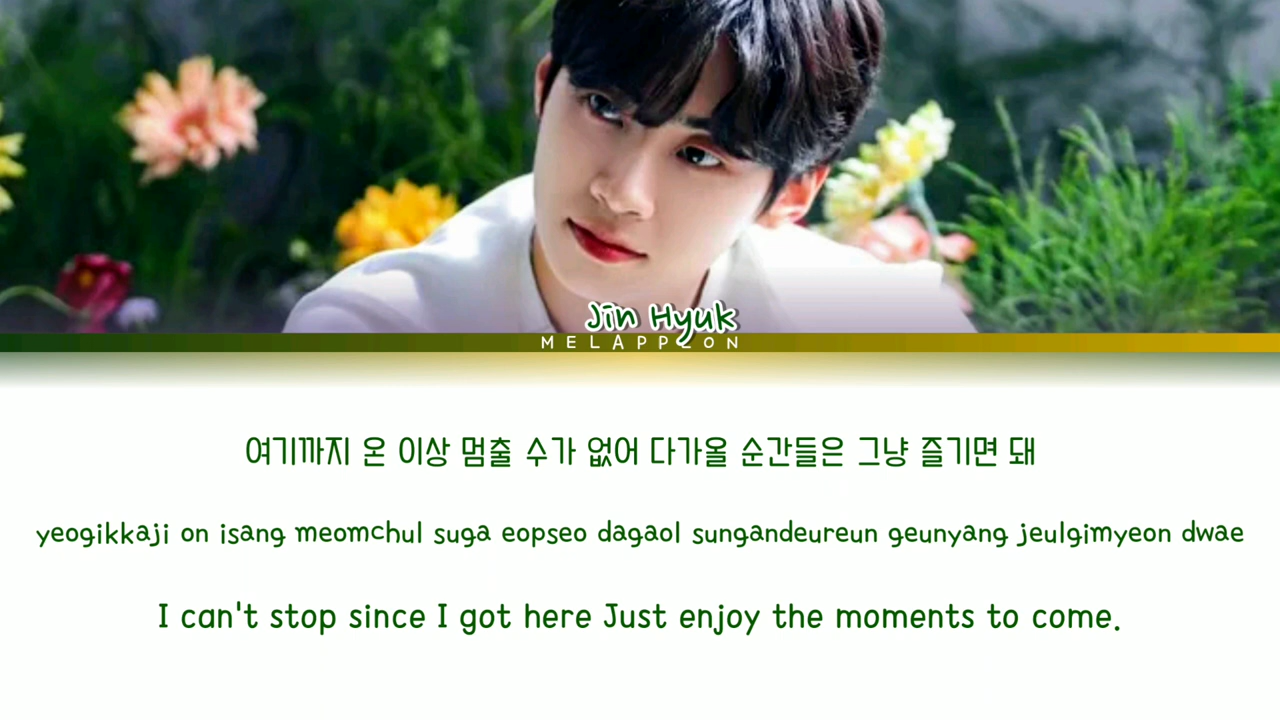 Jin Hyuk
MELAPPEON
여기까지 온 이상 멈출 수가 없어 다가올 순간들은 그냥 즐기면 돼
yeogikkaji on isang meomchul suga eopseo dagaol sungandeureun geunyang jeulgimyeon dwae
I can't stop since I got here Just enjoy the moments to come.